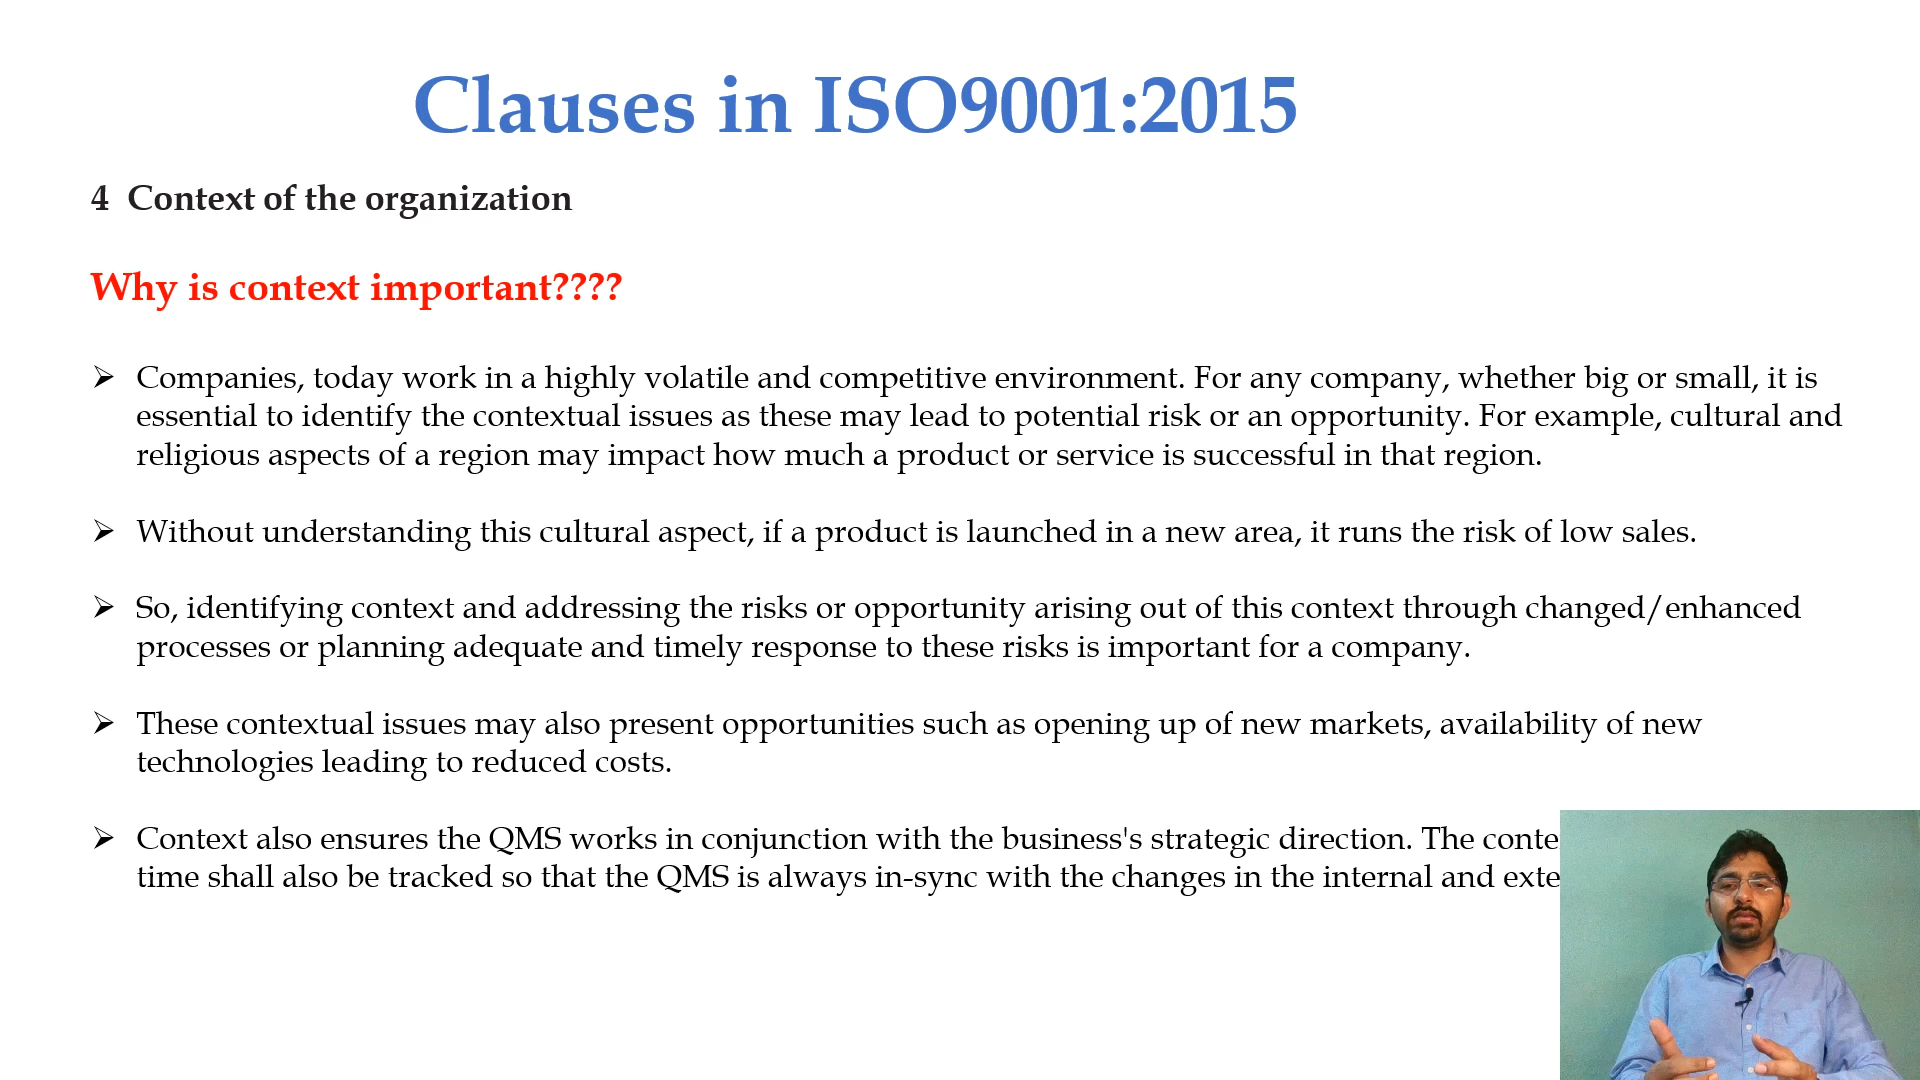 Clauses in ISO9001:2015
4 Context of the organization
Why is context important????
➢ Companies, today work in a highly volatile and competitive environment. For any company, whether big or small, it is
essential to identify the contextual issues as these may lead to potential risk or an opportunity. For example, cultural and
religious aspects of a region may impact how much a product or service is successful in that region.
➢ Without understanding this cultural aspect, if a product is launched in a new area, it runs the risk of low sales.
➢ So, identifying context and addressing the risks or opportunity arising out of this context through changed/enhanced
processes or planning adequate and timely response to these risks is important for a company.
➢ These contextual issues may also present opportunities such as opening up of new markets, availability of new
technologies leading to reduced costs.
➢ Context also ensures the QMS works in conjunction with the business's strategic direction. The
time shall also be tracked so that the QMS is always in-sync with the changes in the internal and